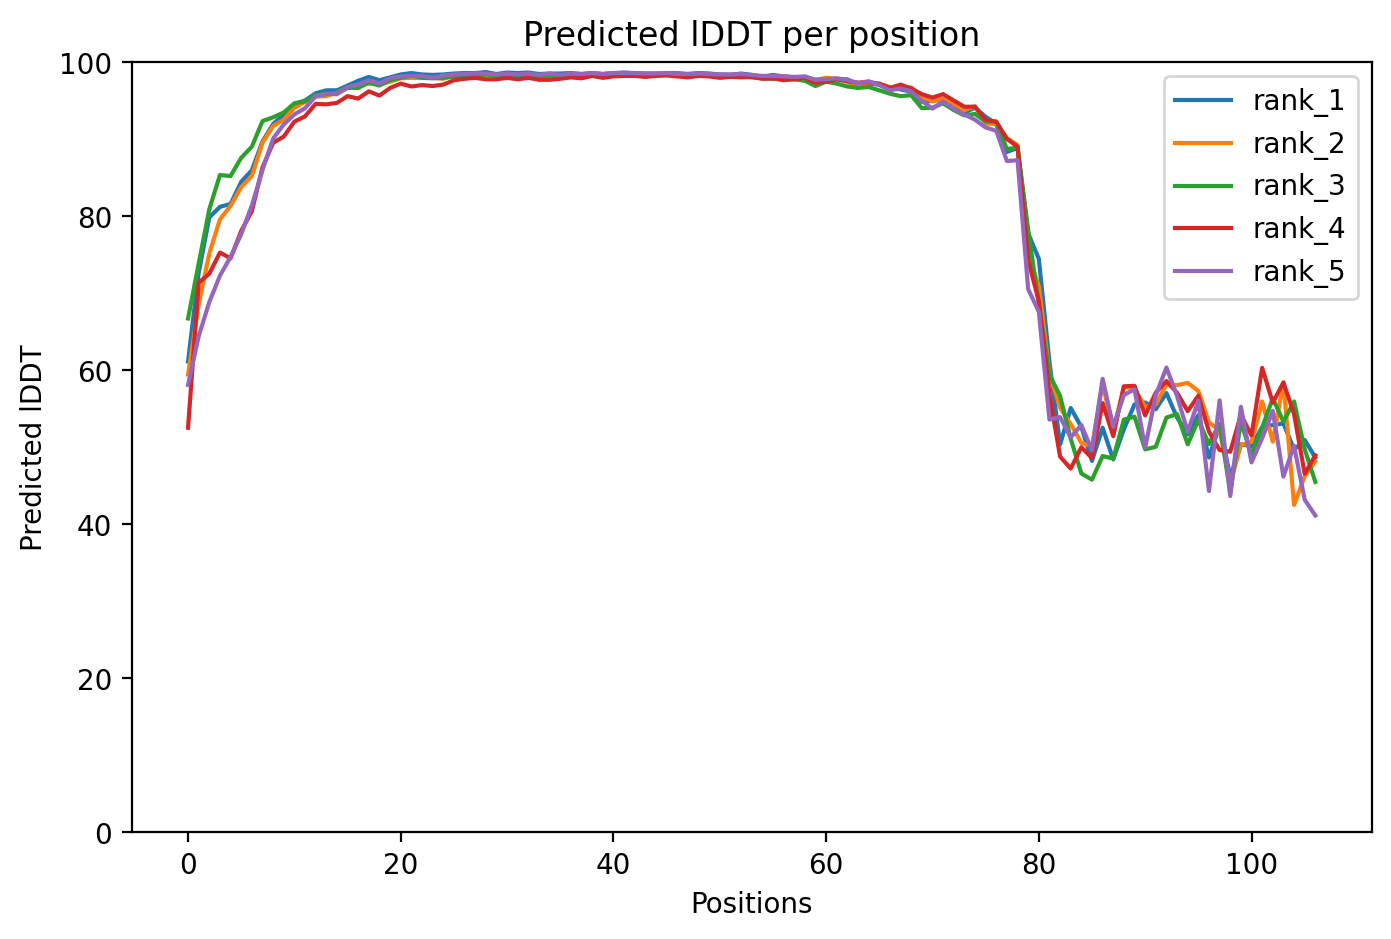 Predicted lDDT per position
100
80
60
40
20
0
Predicted lDDT
0 20 40 60 80 100
Positions
rank_1
rank_2
rank_3
rank_4
rank_5